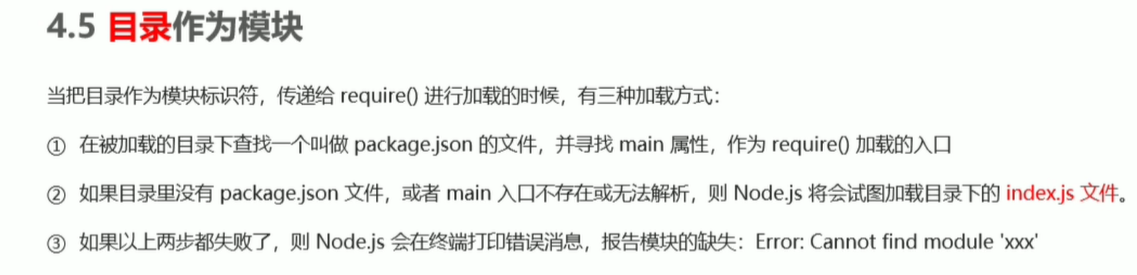 4.5 目录作为模块
当把目录作为模块标识符，传递给 require() 进行加载的时候，有三种加载方式：
① 在被加载的目录下查找一个叫做 package.json 的文件，并寻找 main 属性，作为 require() 加载的入口
② 如果目录里没有 package.json 文件，或者 main 入口不存在或无法解析，则 Node.js 将会试图加载目录下的 index.js 文件。
③ 如果以上两步都失败了，则 Node.js 会在终端打印错误消息，报告模块的缺失：Error: Cannot find module 'xxx'